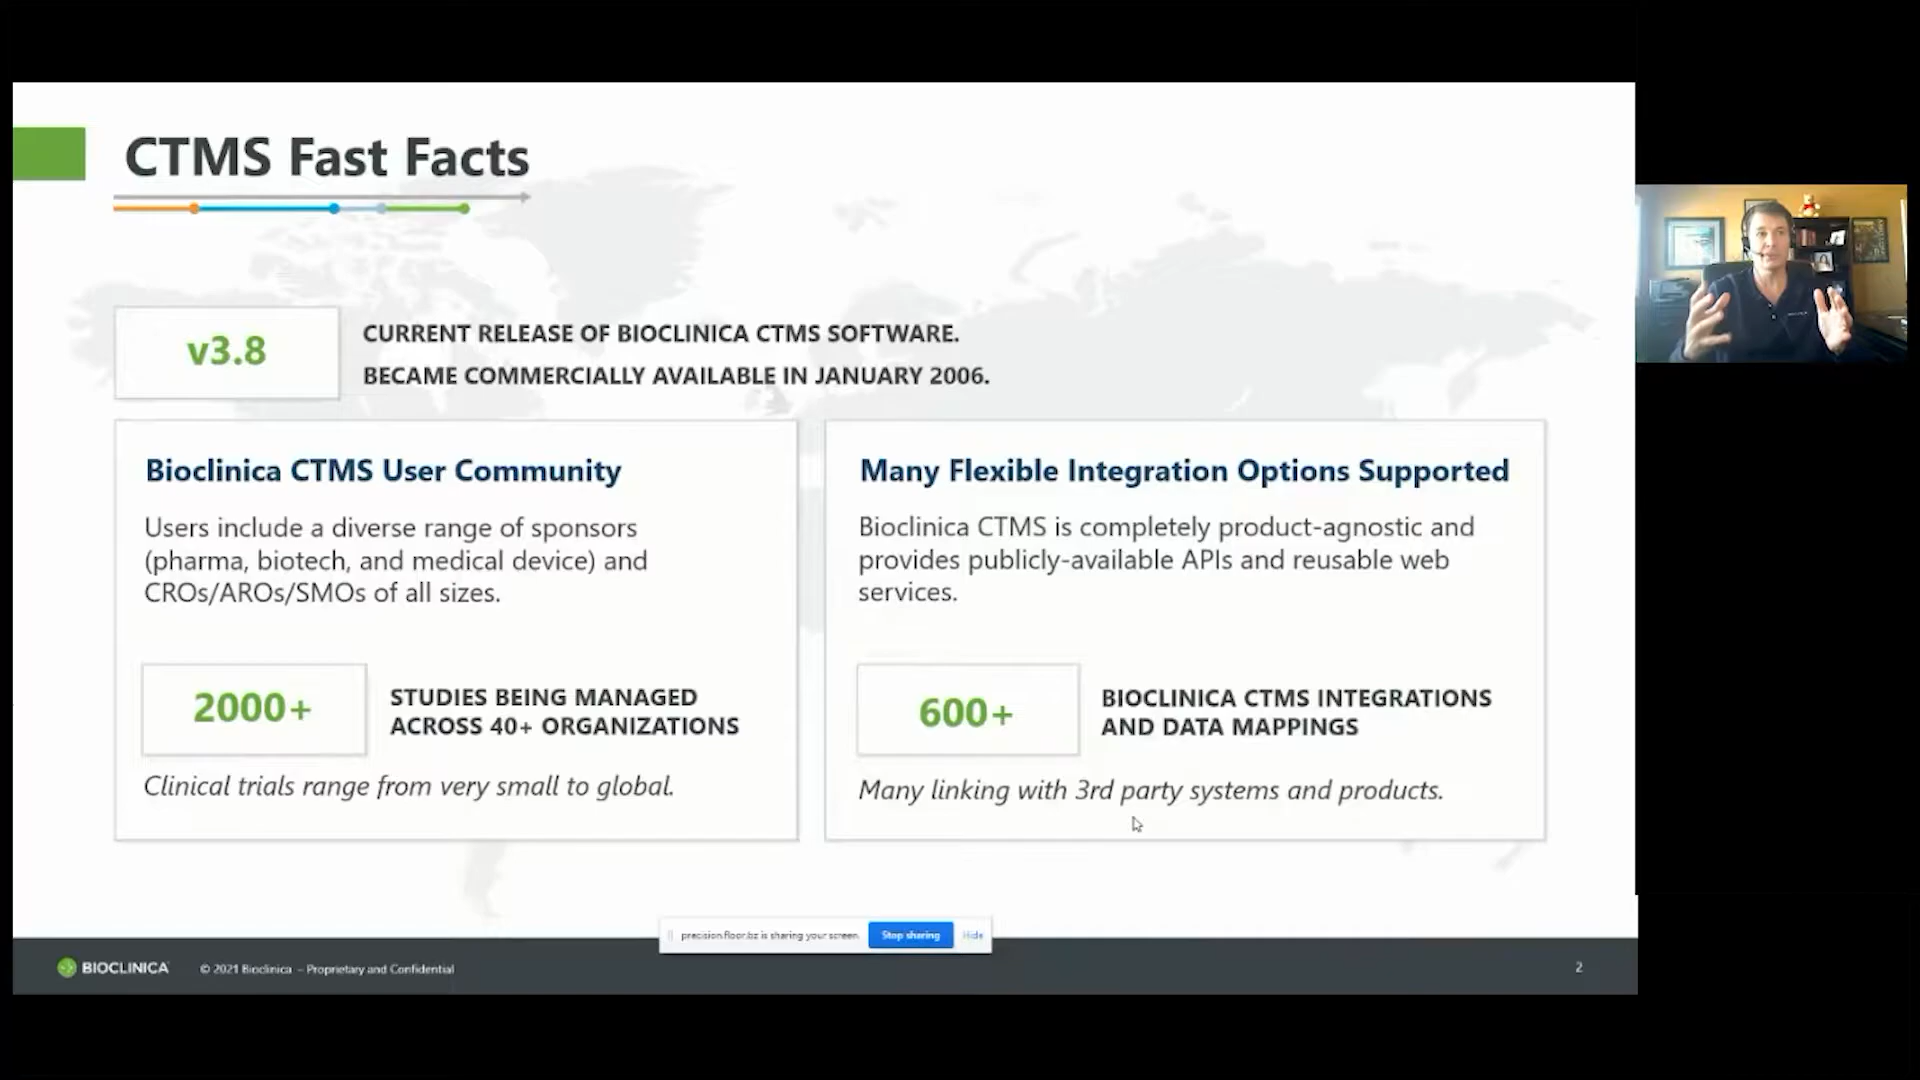 CTMS Fast Facts
v3.8
CURRENT RELEASE OF BIOCLINICA CTMS SOFTWARE.
BECAME COMMERCIALLY AVAILABLE IN JANUARY 2006.
Bioclinica CTMS User Community
Users include a diverse range of sponsors
(pharma, biotech, and medical device) and
CROs/AROs/SMOs of all sizes.
2000+
STUDIES BEING MANAGED
ACROSS 40+ ORGANIZATIONS
Clinical trials range from very small to global.
Many Flexible Integration Options Supported
Bioclinica CTMS is completely product-agnostic and
provides publicly-available APIs and reusable web
services.
600+
BIOCLINICA CTMS INTEGRATIONS
AND DATA MAPPINGS
Many linking with 3rd party systems and products.
precision.floor.bz is sharing your screen.
Stop sharing
Hide
BIOCLINICA
© 2021 Bioclinica – Proprietary and Confidential
2